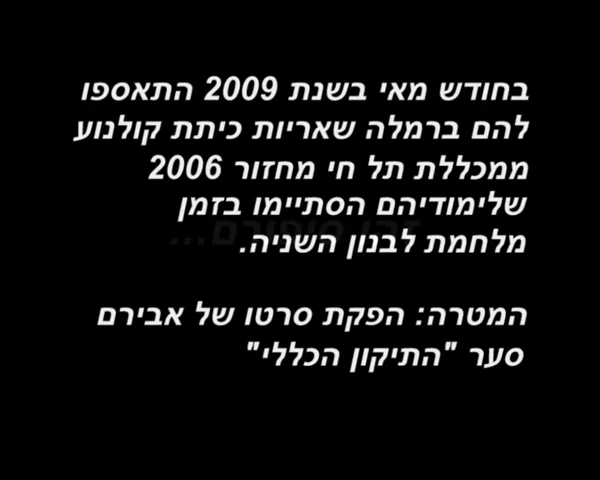 בחודש מאי בשנת 2009 התאספו
להם ברמלה שאריות כיתת קולנוע
ממכללת תל חי מחזור 2006
שלימודיהם הסתיימו בזמן
מלחמת לבנון השניה.
המטרה: הפקת סרטו של אבירם
סער "התיקון הכללי"